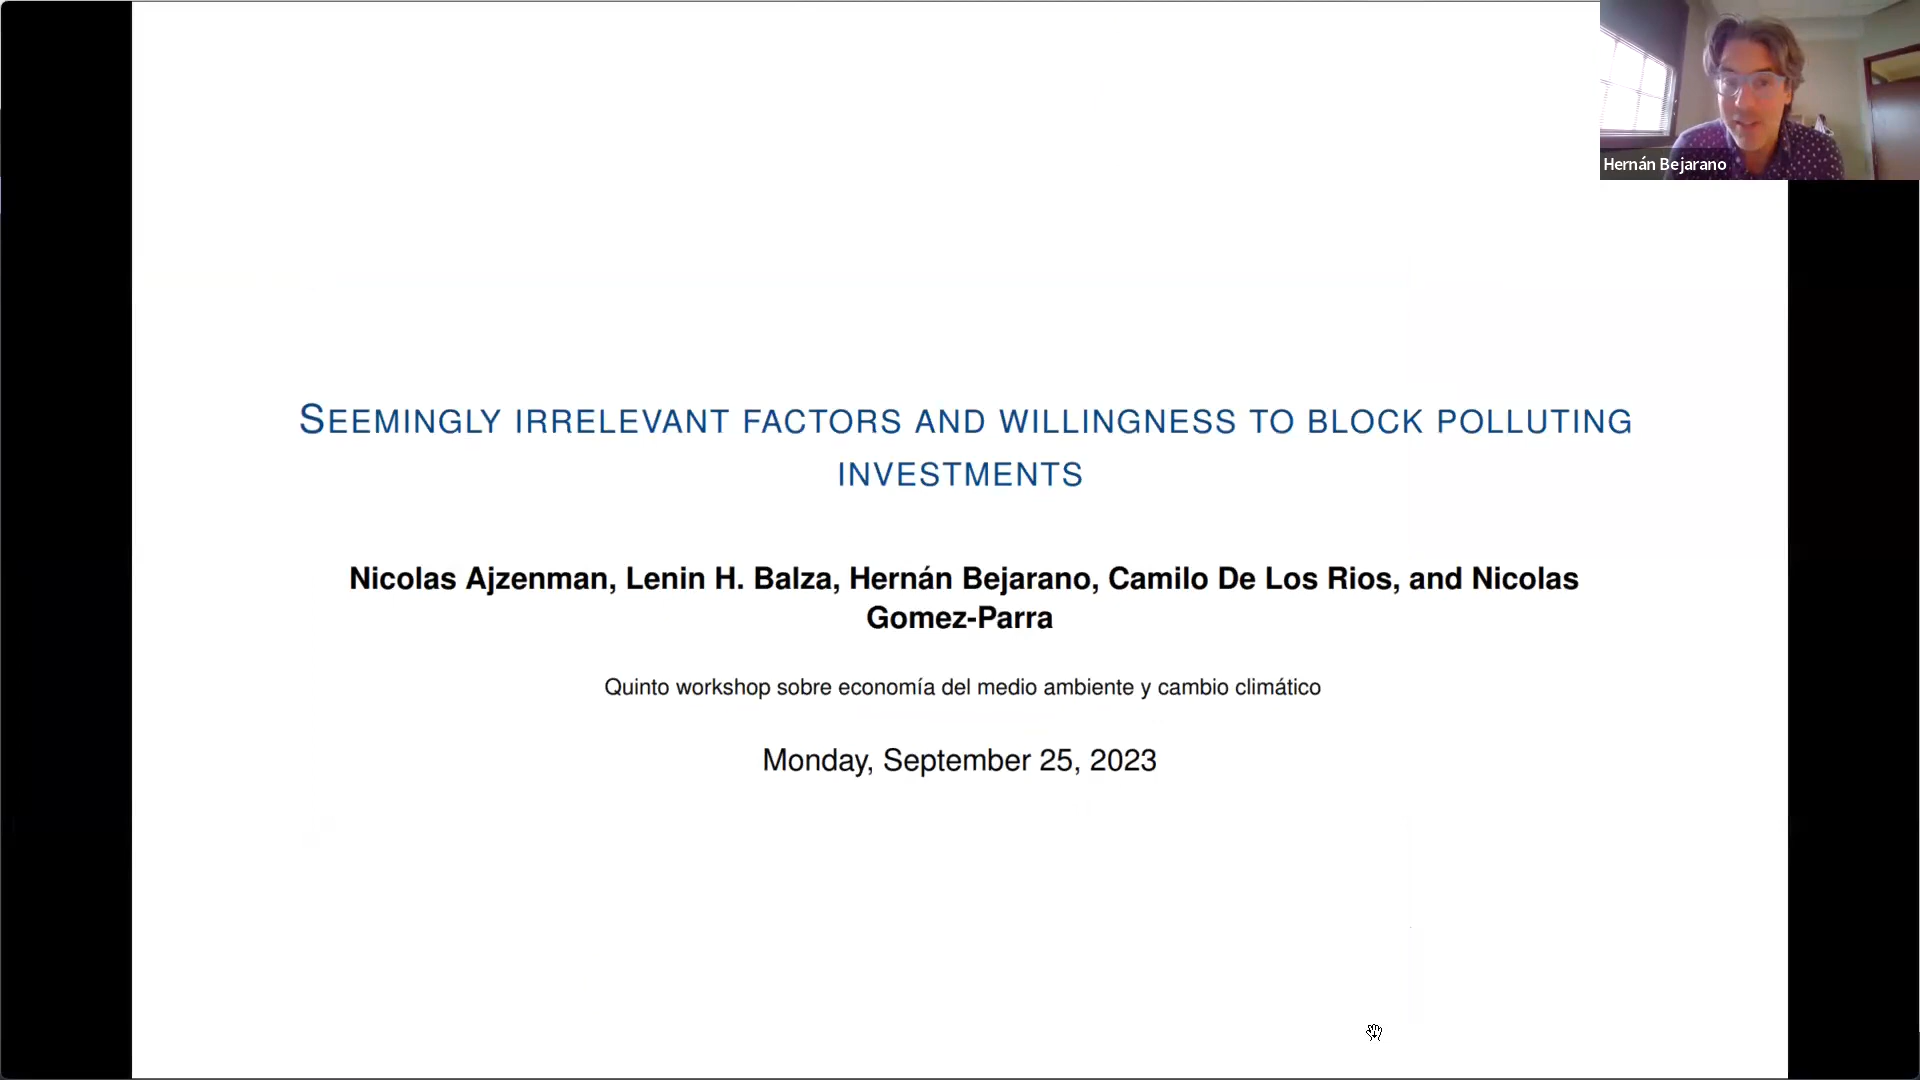 Hernán Bejarano
SEEMINGLY IRRELEVANT FACTORS AND WILLINGNESS TO BLOCK POLLUTING
INVESTMENTS
Nicolas Ajzenman, Lenin H. Balza, Hernán Bejarano, Camilo De Los Rios, and Nicolas
Gomez-Parra
Quinto workshop sobre economía del medio ambiente y cambio climático
Monday, September 25, 2023